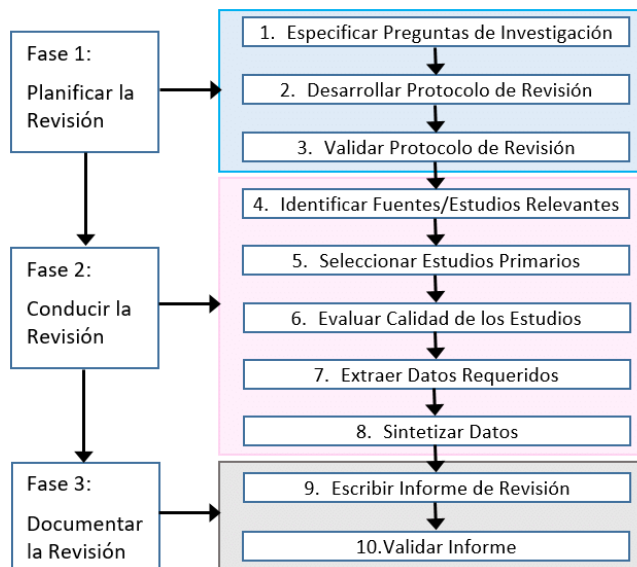 Fase 1:
Planificar la
Revisión
1. Especificar Preguntas de Investigación
2. Desarrollar Protocolo de Revisión
3. Validar Protocolo de Revisión
Fase 2:
Conducir la
Revisión
4. Identificar Fuentes/Estudios Relevantes
5. Seleccionar Estudios Primarios
6. Evaluar Calidad de los Estudios
7. Extraer Datos Requeridos
8. Sintetizar Datos
Fase 3:
Documentar
la Revisión
9. Escribir Informe de Revisión
10.Validar Informe